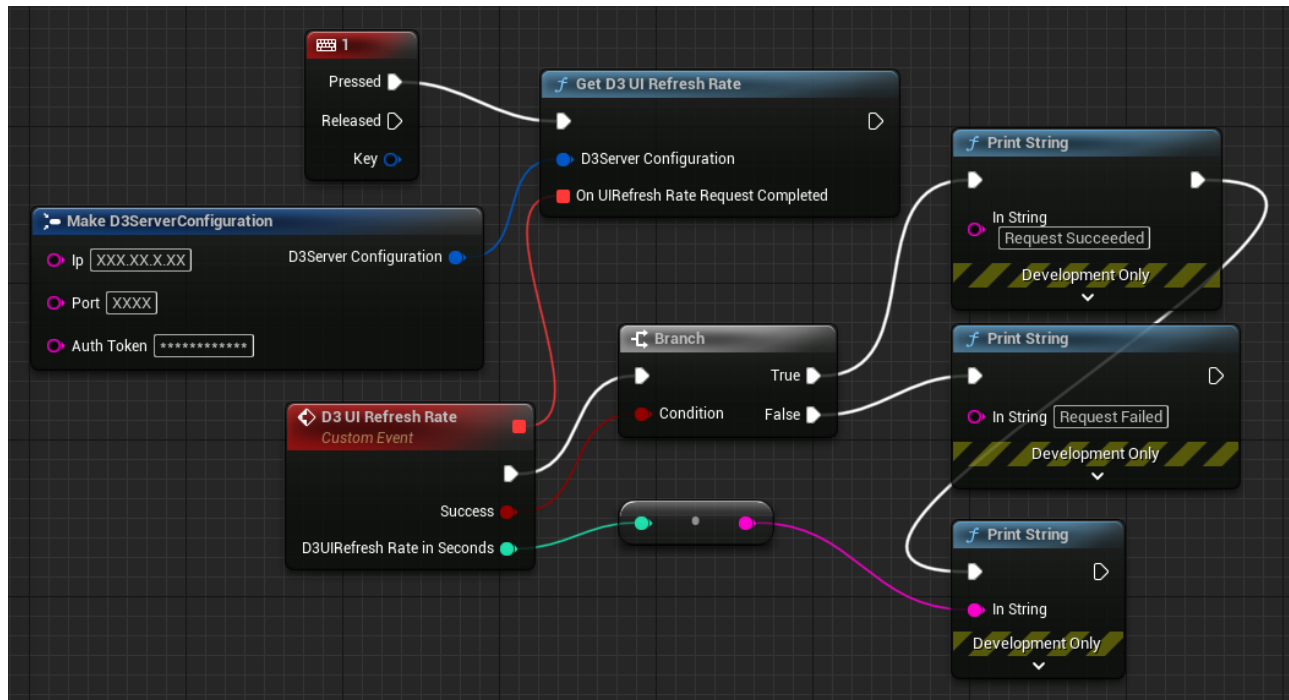 1
Pressed
Released
Key
Get D3 UI Refresh Rate
D3Server Configuration
On UIRefresh Rate Request Completed
Make D3ServerConfiguration
Ip XXX.XX.X.XX
D3Server Configuration
Port XXXX
Auth Token ************
D3 UI Refresh Rate
Custom Event
Success
D3UIRefresh Rate in Seconds
Branch
True
Condition
False
Print String
In String
Request Succeeded
Development Only
Print String
In String Request Failed
Development Only
Print String
In String
Development Only